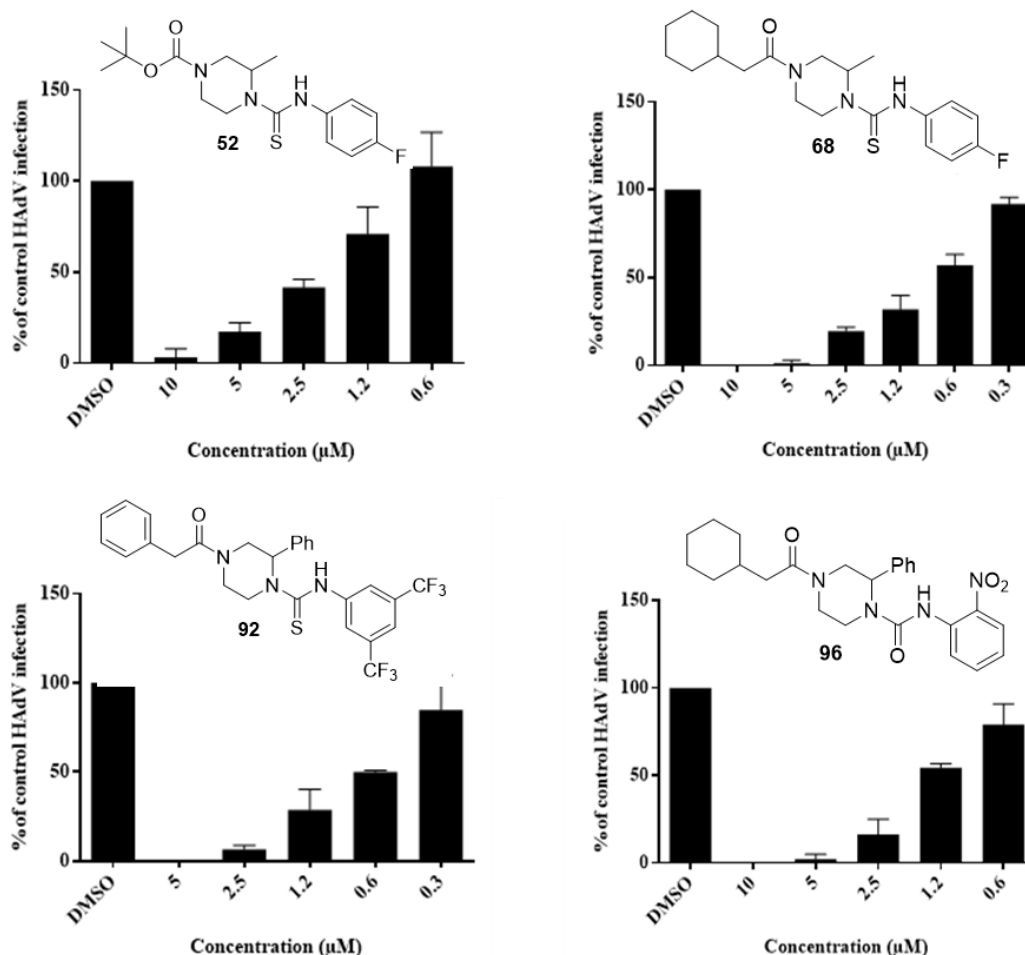 O
O
N
N
H
N
S
F
52
150
100
50
0
% of control HAdV infection
DMSO
10
5
2.5
1.2
0.6
Concentration (µM)
O
N
N
H
N
S
F
68
150
100
50
0
% of control HAdV infection
DMSO
10
5
2.5
1.2
0.6
0.3
Concentration (µM)
O
N
Ph
N
H
N
S
CF3
CF3
92
150
100
50
0
% of control HAdV infection
DMSO
5
2.5
1.2
0.6
0.3
Concentration (µM)
O
N
Ph
N
H
N
O
NO2
96
150
100
50
0
% of control HAdV infection
DMSO
10
5
2.5
1.2
0.6
Concentration (µM)